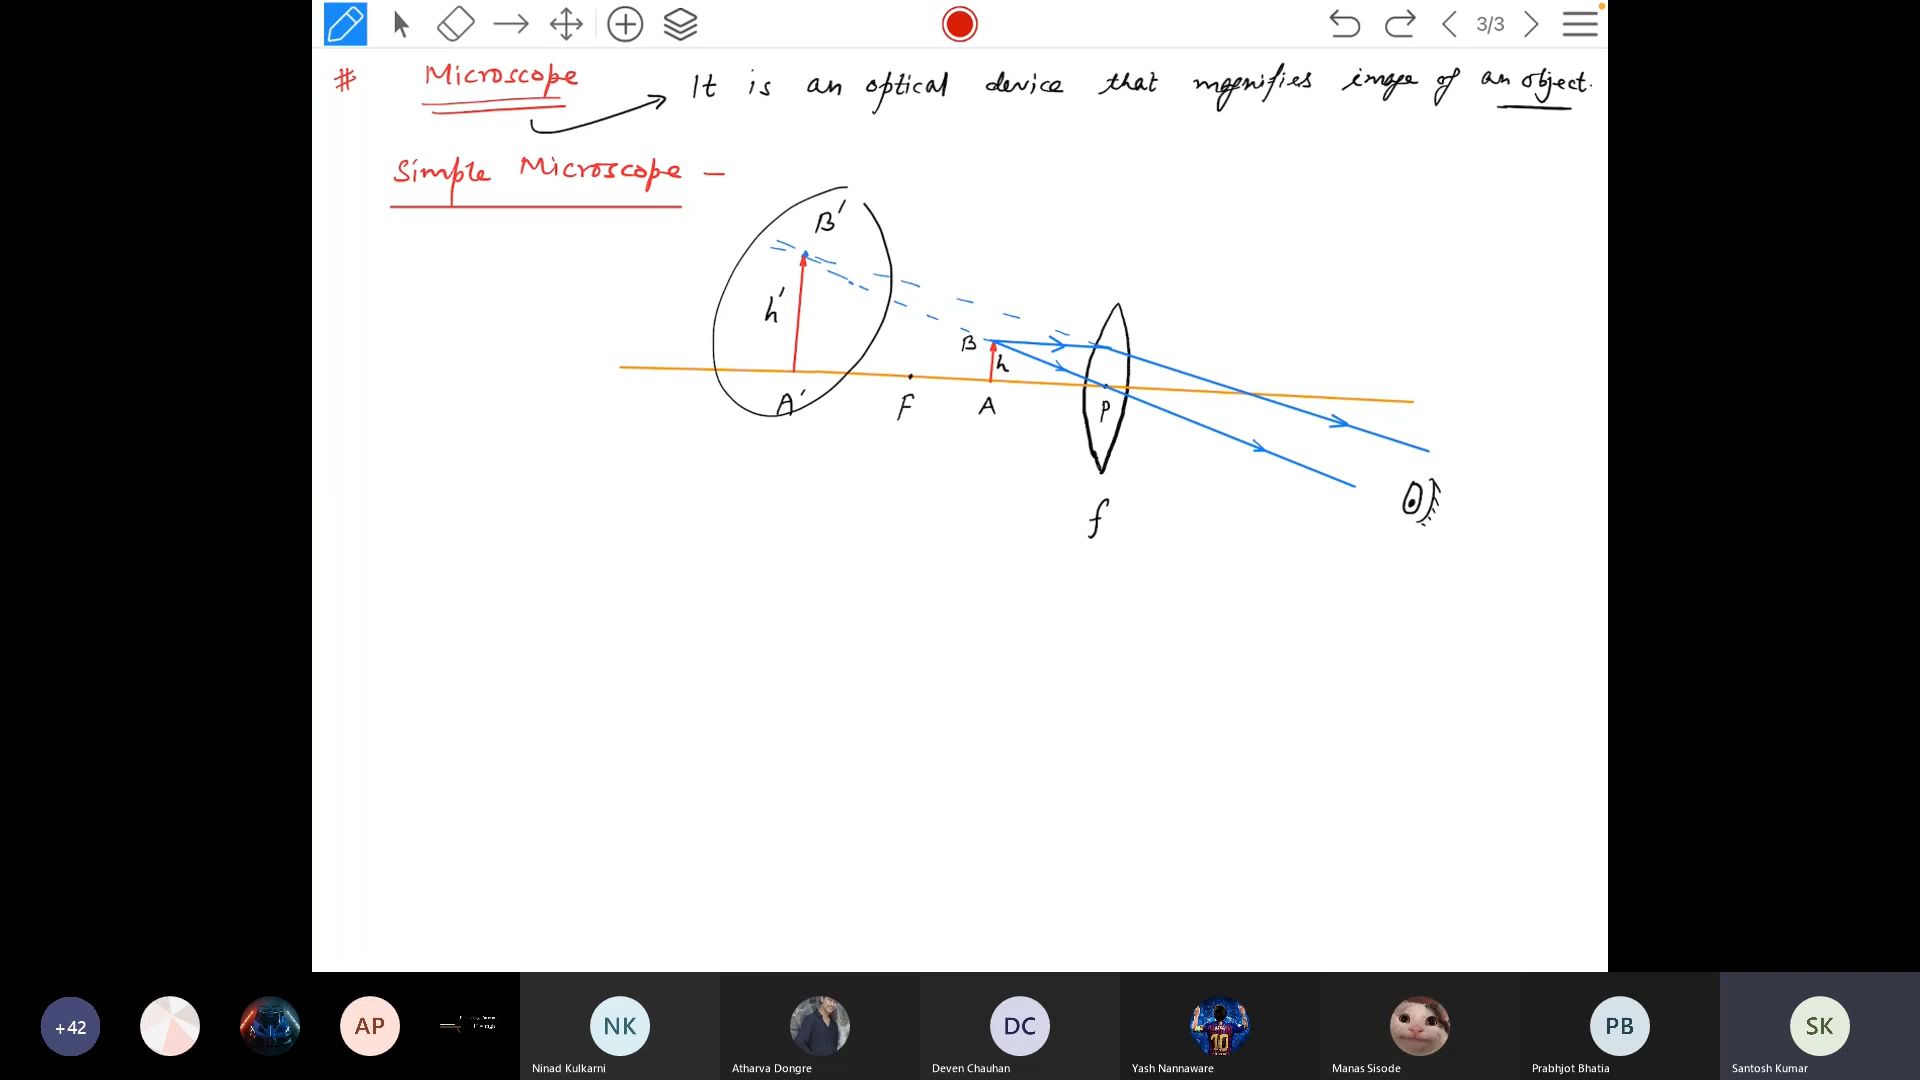 3/3
# Microscope
It is an optical device that magnifies image of an object.
Simple Microscope -
B'
h'
B
h
A'
F
A
P
f
+42
AP
NK
DC
10
PB
SK
Ninad Kulkarni
Atharva Dongre
Deven Chauhan
Yash Nannaware
Manas Sisode
Prabhjot Bhatia
Santosh Kumar